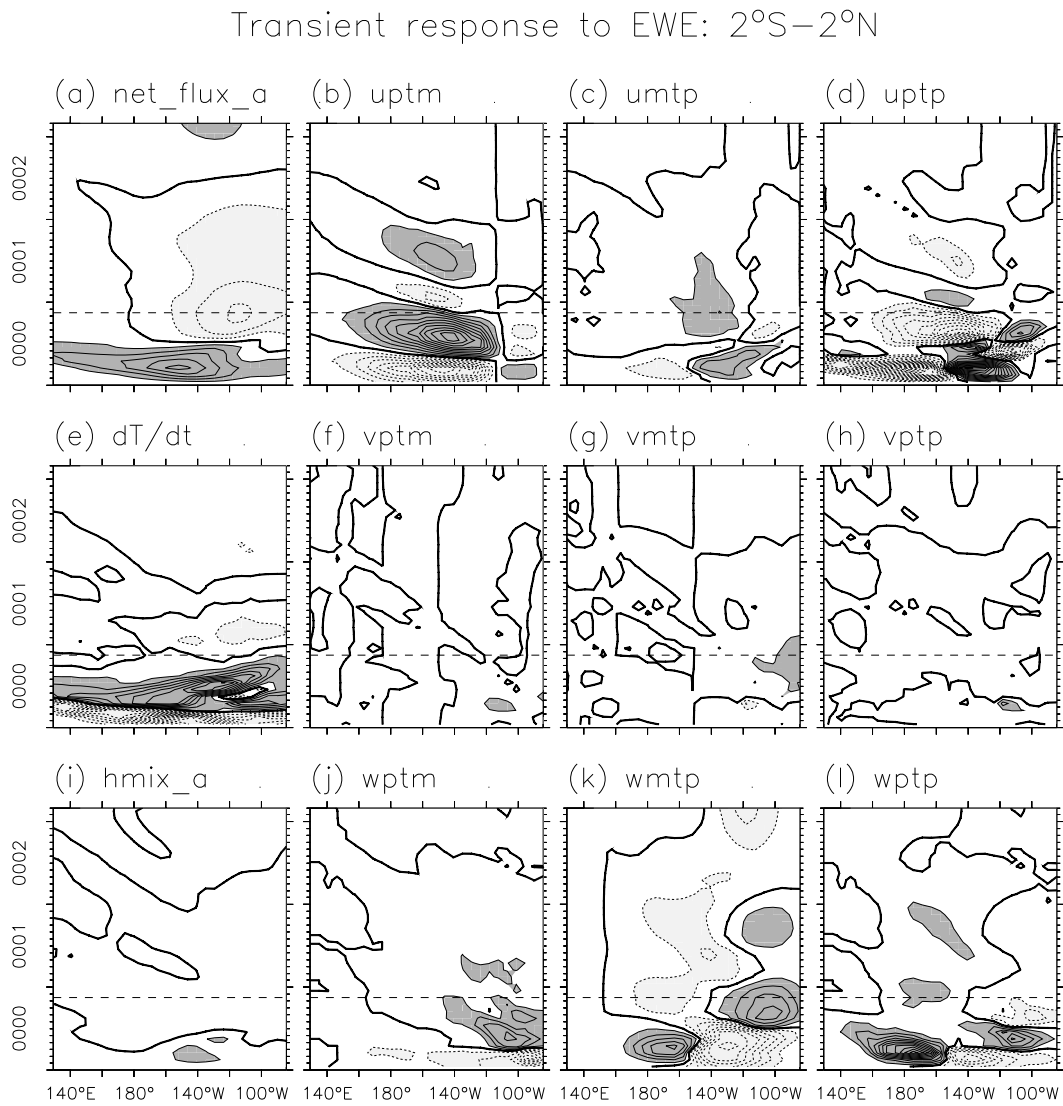 Transient response to EWE: 2°S−2°N
(a) net_flux_a (b) uptm (c) umtp (d) uptp
0002
0001
0000
(e) dT/dt (f) vptm (g) vmtp (h) vptp
0002
0001
0000
(i) hmix_a (j) wptm (k) wmtp (l) wptp
0002
0001
0000
140°E 180° 140°W 100°W 140°E 180° 140°W 100°W 140°E 180° 140°W 100°W 140°E 180° 140°W 100°W